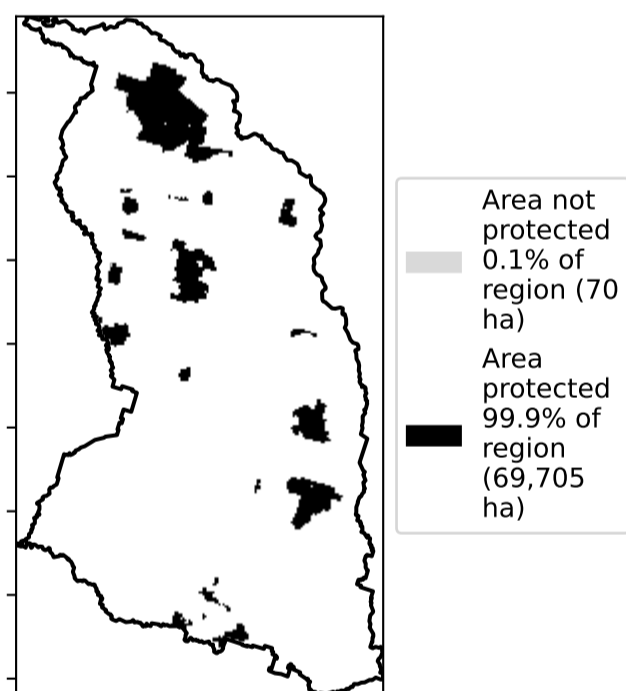 Area not
protected
0.1% of
region (70
ha)
Area
protected
99.9% of
region
(69,705
ha)